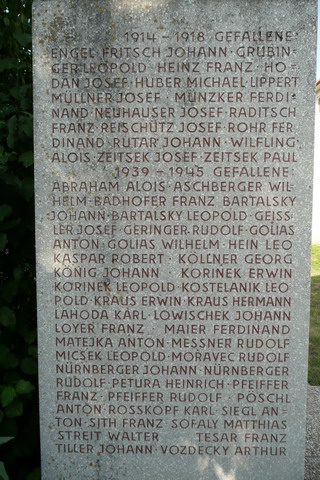 1914 – 1918 GEFALLENE:
ENGEL FRITSCH JOHANN · GRUBIN-
GER LEOPOLD · HEINZ FRANZ · HO-
DAN JOSEF · HUBER MICHAEL · LIPPERT
MÜLLNER JOSEF · MÜNZKER FERDI-
NAND · NEUHAUSER JOSEF · RADITSCH
FRANZ · REISCHÜTZ JOSEF · ROHR FER-
DINAND · RUTAR JOHANN · WILFLING
ALOIS · ZEITSEK JOSEF · ZEITSEK PAUL
1939 – 1945 GEFALLENE:
ABRAHAM ALOIS · ASCHBERGER WIL-
HELM · BADHOFER FRANZ · BARTALSKY
JOHANN · BARTALSKY LEOPOLD · GEISS-
LER JOSEF · GERINGER RUDOLF · GOLIAS
ANTON · GOLIAS WILHELM · HEIN LEO
KASPAR ROBERT · KÖLLNER GEORG
KÖNIG JOHANN · KORINEK ERWIN
KORINEK LEOPOLD · KOSTELANIK LEO-
POLD · KRAUS ERWIN · KRAUS HERMANN
LAHODA KARL · LOWISCHEK JOHANN
LOYER FRANZ · MAIER FERDINAND
MATEJKA ANTON · MESSNER RUDOLF
MICSEK LEOPOLD · MORAVEC RUDOLF
NÜRNBERGER JOHANN · NÜRNBERGER
RUDOLF · PETURA HEINRICH · PFEIFFER
FRANZ · PFEIFFER RUDOLF · PÖSCHL
ANTON · ROSSKOPF KARL · SIEGL AN-
TON · SITH FRANZ · SOFALY MATTHIAS
STREIT WALTER · TESAR FRANZ
TILLER JOHANN · VOZDECKY ARTHUR